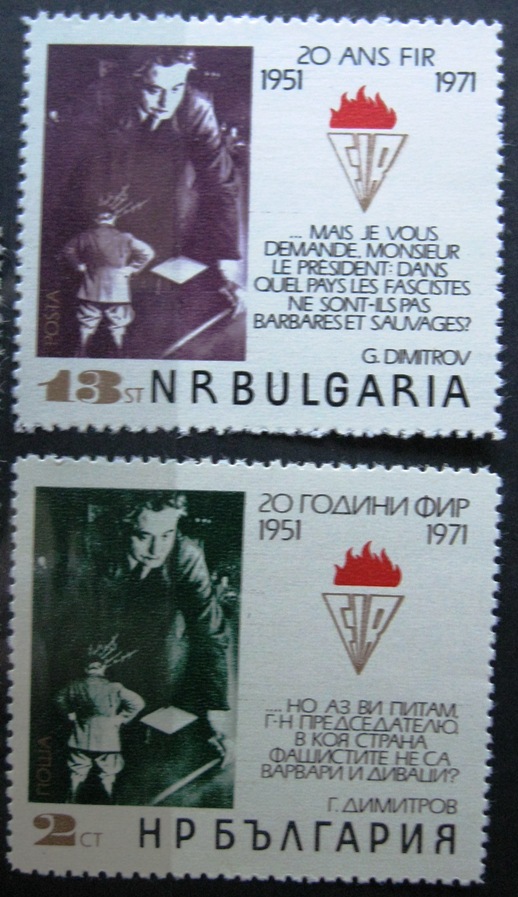 20 ANS FIR
1951 1971
FIR
... MAIS JE VOUS
DEMANDE, MONSIEUR
LE PRESIDENT: DANS
QUEL PAYS LES FASCISTES
NE SONT-ILS PAS
BARBARES ET SAUVAGES?
G. DIMITROV
POSTA
13 ST NR BULGARIA
20 ГОДИНИ ФИР
1951 1971
FIR
.... НО АЗ ВИ ПИТАМ,
Г-Н ПРЕДСЕДАТЕЛЮ,
В КОЯ СТРАНА
ФАШИСТИТЕ НЕ СА
ВАРВАРИ И ДИВАЦИ?
Г. ДИМИТРОВ
ПОЩА
2 СТ НР БЪЛГАРИЯ